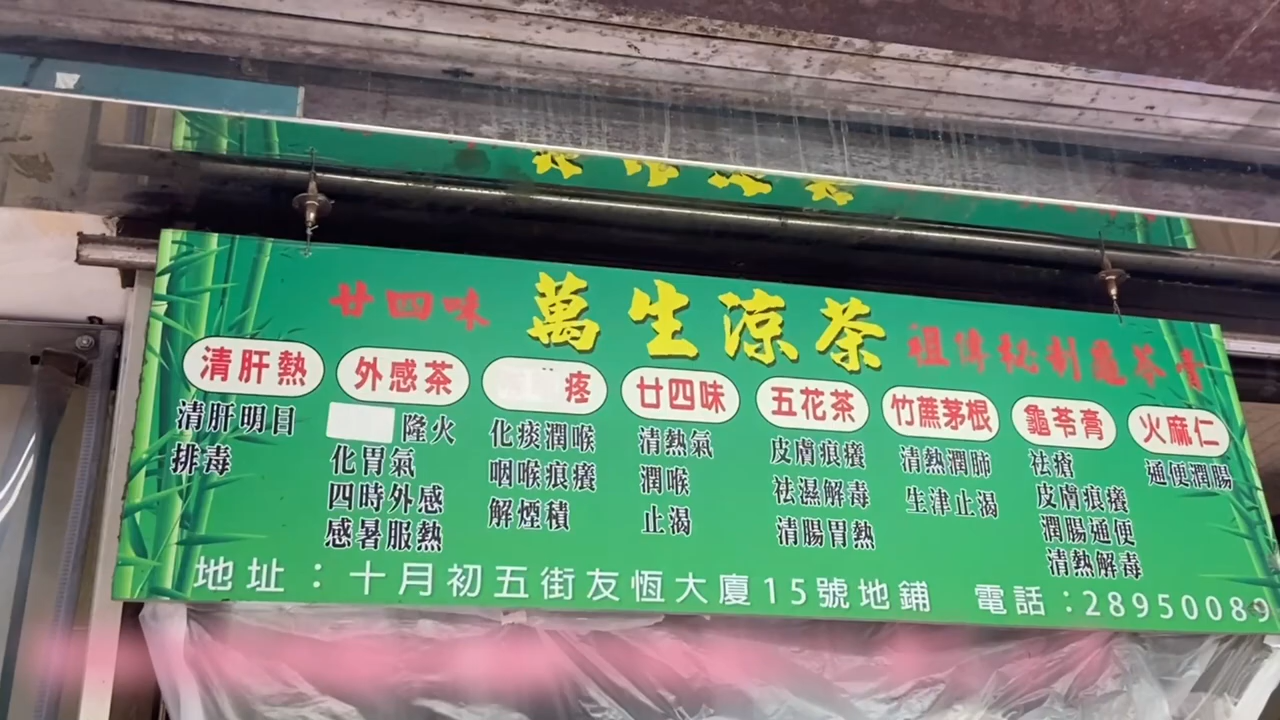 廿四味 萬生涼茶 祖傳秘制龜苓膏
清肝熱
清肝明目
排毒
外感茶
隆火
化胃氣
四時外感
感暑服熱
疼
化痰潤喉
咽喉痕癢
解煙積
廿四味
清熱氣
潤喉
止渴
五花茶
皮膚痕癢
祛濕解毒
清腸胃熱
竹蔗茅根
清熱潤肺
生津止渴
龜苓膏
祛瘡
皮膚痕癢
潤腸通便
清熱解毒
火麻仁
通便潤腸
地址：十月初五街友恆大廈15號地鋪 電話：28950089